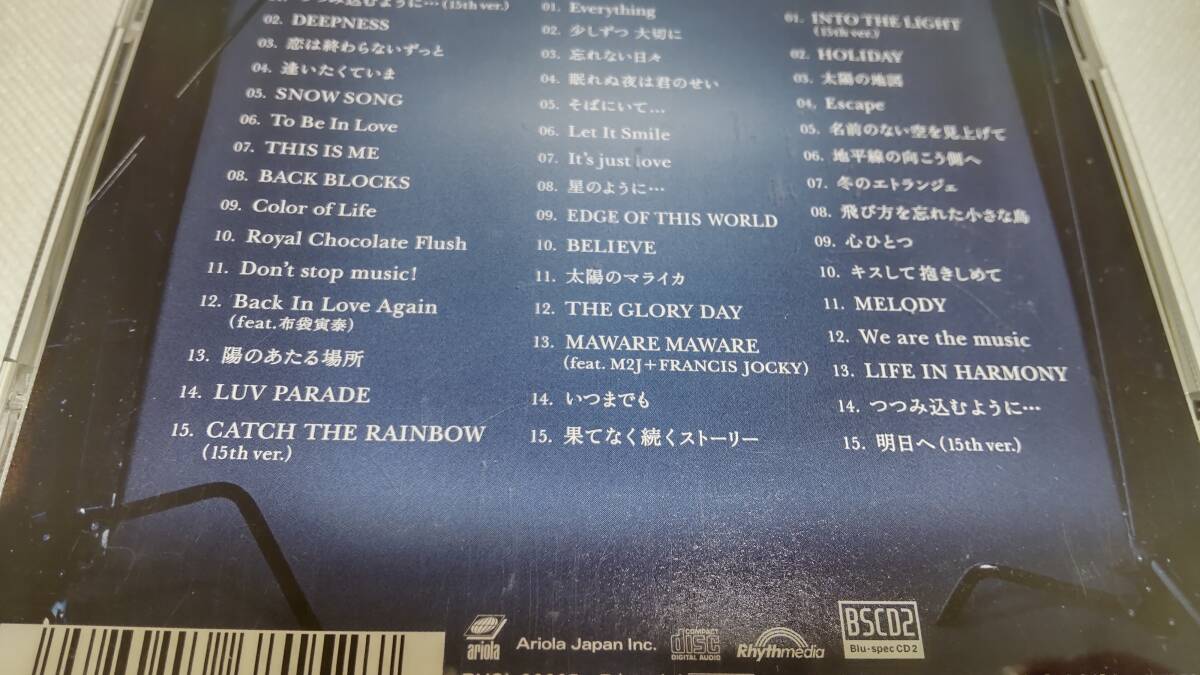 つつみ込むように…(15th ver.)
02. DEEPNESS
03. 恋は終わらないずっと
04. 逢いたくていま
05. SNOW SONG
06. To Be In Love
07. THIS IS ME
08. BACK BLOCKS
09. Color of Life
10. Royal Chocolate Flush
11. Don't stop music!
12. Back In Love Again
(feat.布袋寅泰)
13. 陽のあたる場所
14. LUV PARADE
15. CATCH THE RAINBOW
(15th ver.)
01. Everything
02. 少しずつ 大切に
03. 忘れない日々
04. 眠れぬ夜は君のせい
05. そばにいて…
06. Let It Smile
07. It's just love
08. 星のように…
09. EDGE OF THIS WORLD
10. BELIEVE
11. 太陽のマライカ
12. THE GLORY DAY
13. MAWARE MAWARE
(feat. M2J+FRANCIS JOCKY)
14. いつまでも
15. 果てなく続くストーリー
01. INTO THE LIGHT
(15th ver.)
02. HOLIDAY
03. 太陽の地図
04. Escape
05. 名前のない空を見上げて
06. 地平線の向こう側へ
07. 冬のエトランジェ
08. 飛び方を忘れた小さな鳥
09. 心ひとつ
10. キスして 抱きしめて
11. MELODY
12. We are the music
13. LIFE IN HARMONY
14. つつみ込むように…
15. 明日へ(15th ver.)
ariola
Ariola Japan Inc.
COMPACT
disc
DIGITAL AUDIO
Rhythmedia
BSCD2
Blu-spec CD2